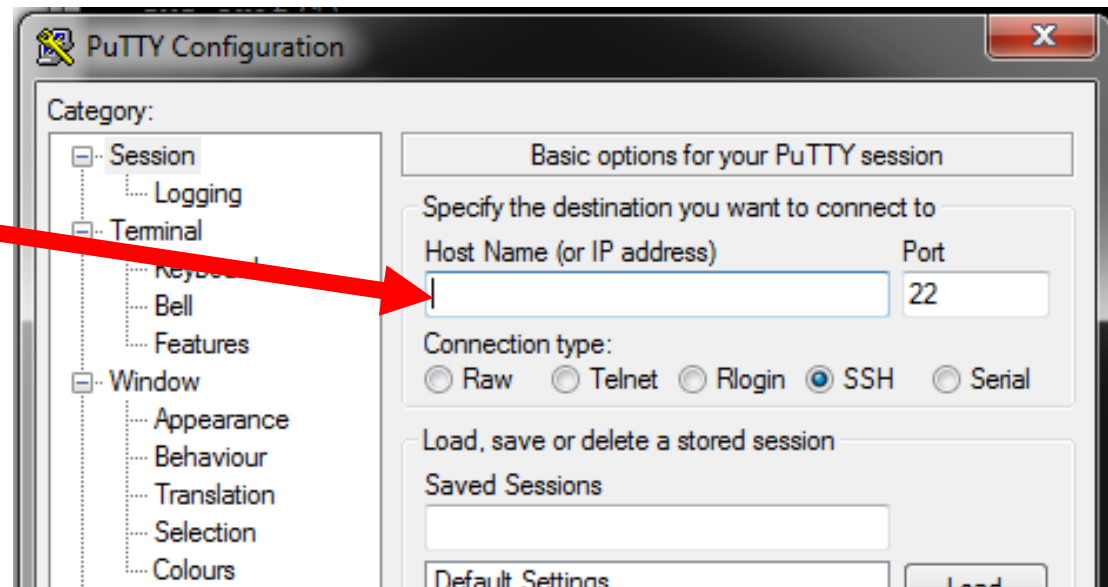 PuTTY Configuration
Category:
Session
Logging
Terminal
Keyboard
Bell
Features
Window
Appearance
Behaviour
Translation
Selection
Colours
Basic options for your PuTTY session
Specify the destination you want to connect to
Host Name (or IP address) Port
22
Connection type:
Raw Telnet Rlogin SSH Serial
Load, save or delete a stored session
Saved Sessions
Default Settings
Load